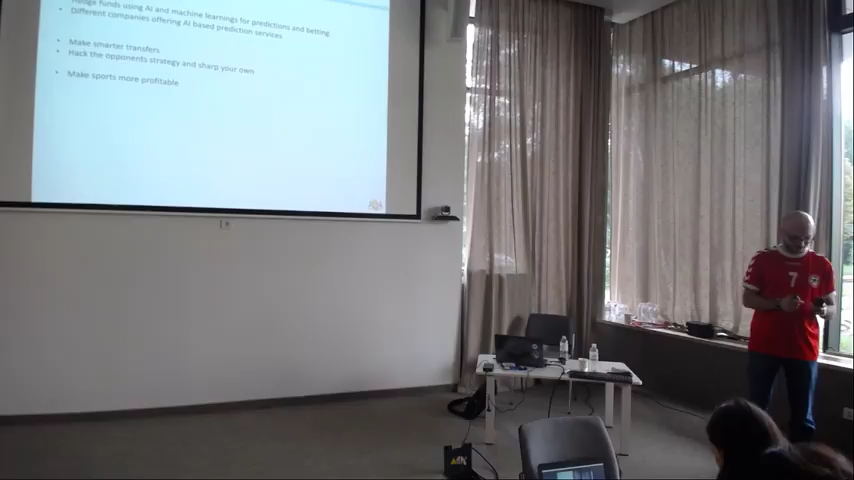 Hedge funds using AI and machine learnings for predictions and betting
• Different companies offering AI based prediction services
• Make smarter transfers
• Hack the opponents strategy and sharp your own
• Make sports more profitable
7